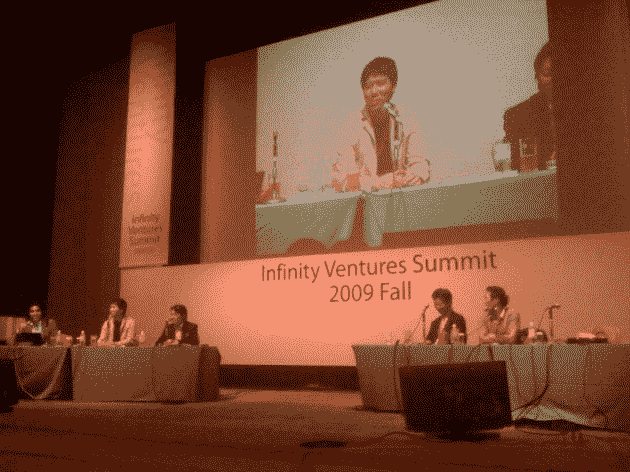 Infinity
Ventures
Summit
Infinity Ventures Summit
2009 Fall